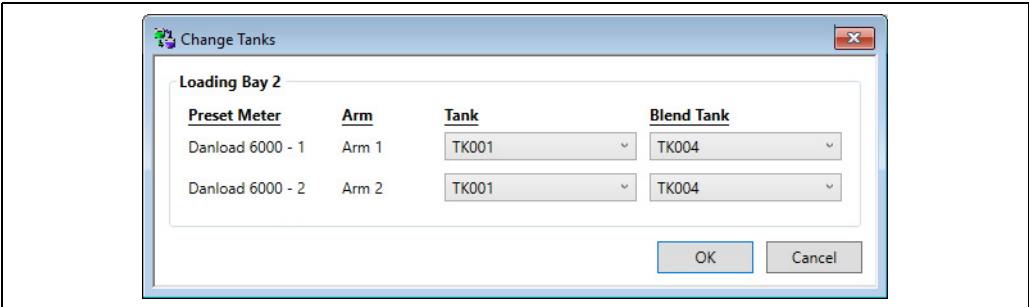 Change Tanks
Loading Bay 2
Preset Meter Arm Tank Blend Tank
Danload 6000 - 1 Arm 1 TK001 TK004
Danload 6000 - 2 Arm 2 TK001 TK004
OK Cancel